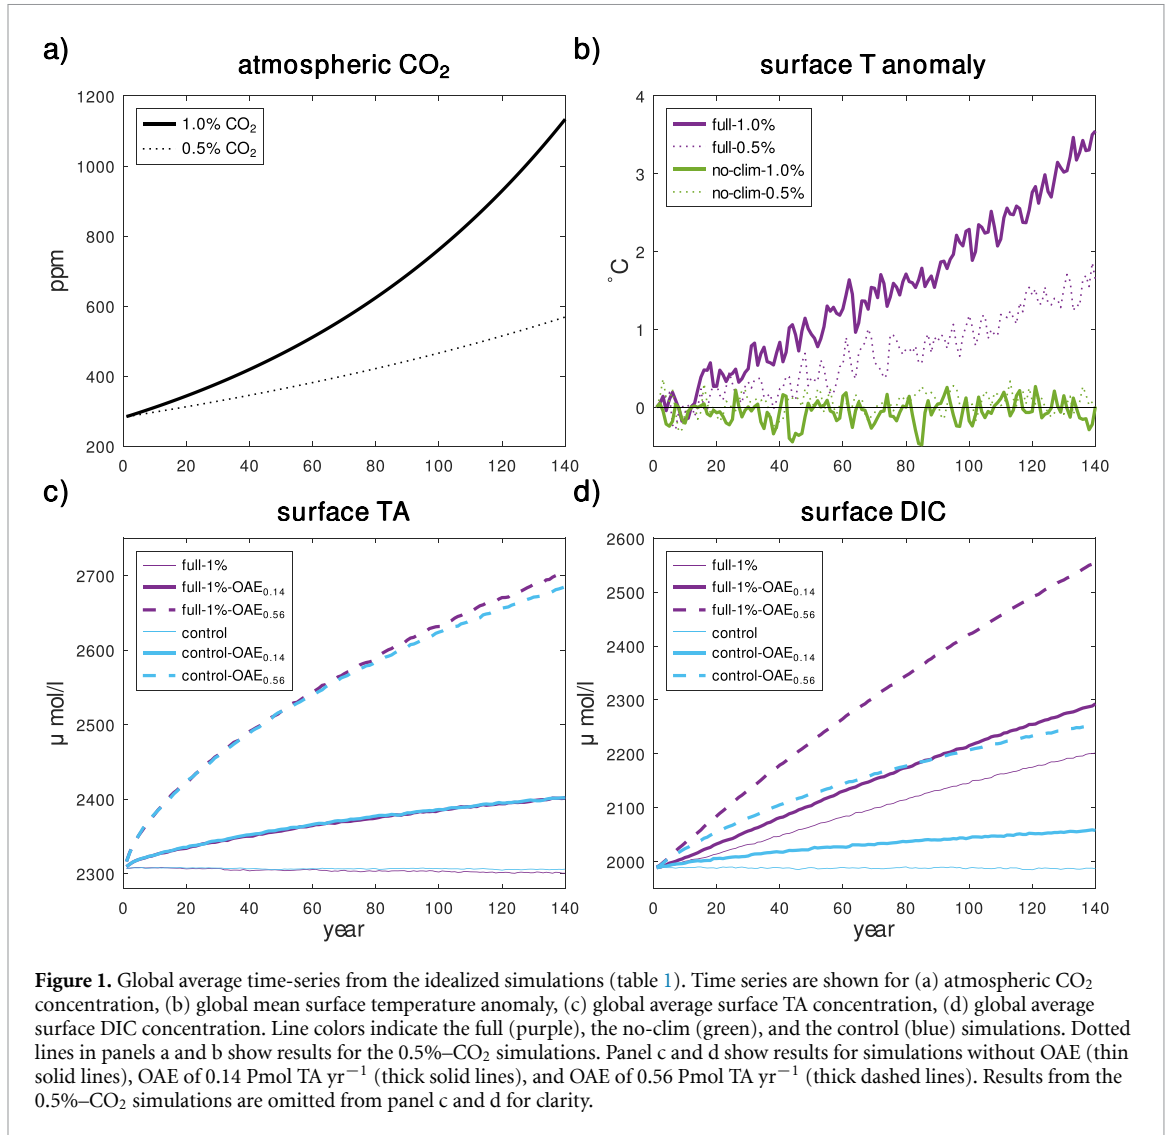 a)
atmospheric CO₂
1200
1000
800
600
400
200
ppm
1.0% CO₂
0.5% CO₂
0 20 40 60 80 100 120 140
b)
surface T anomaly
4
3
2
1
0
°C
full-1.0%
full-0.5%
no-clim-1.0%
no-clim-0.5%
0 20 40 60 80 100 120 140
c)
surface TA
2700
2600
2500
2400
2300
μ mol/l
full-1%
full-1%-OAE₀.₁₄
full-1%-OAE₀.₅₆
control
control-OAE₀.₁₄
control-OAE₀.₅₆
0 20 40 60 80 100 120 140
year
d)
surface DIC
2600
2500
2400
2300
2200
2100
2000
μ mol/l
full-1%
full-1%-OAE₀.₁₄
full-1%-OAE₀.₅₆
control
control-OAE₀.₁₄
control-OAE₀.₅₆
0 20 40 60 80 100 120 140
year
Figure 1. Global average time-series from the idealized simulations (table 1). Time series are shown for (a) atmospheric CO₂
concentration, (b) global mean surface temperature anomaly, (c) global average surface TA concentration, (d) global average
surface DIC concentration. Line colors indicate the full (purple), the no-clim (green), and the control (blue) simulations. Dotted
lines in panels a and b show results for the 0.5%–CO₂ simulations. Panel c and d show results for simulations without OAE (thin
solid lines), OAE of 0.14 Pmol TA yr⁻¹ (thick solid lines), and OAE of 0.56 Pmol TA yr⁻¹ (thick dashed lines). Results from the
0.5%–CO₂ simulations are omitted from panel c and d for clarity.